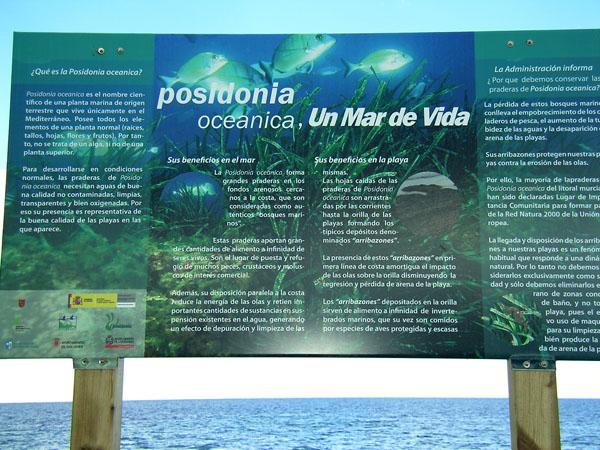 ¿Qué es la Posidonia oceanica?
Posidonia oceanica es el nombre cien-
tífico de una planta marina de origen
terrestre que vive únicamente en el
Mediterráneo. Posee todos los ele-
mentos de una planta normal (raíces,
tallos, hojas, flores y frutos). Por tan-
to, no se trata de un alga, si no de una
planta superior.
Para desarrollarse en condiciones
normales, las praderas de Posido-
nia oceanica necesitan aguas de bue-
na calidad no contaminadas, limpias,
transparentes y bien oxigenadas. Por
eso su presencia es representativa de
la buena calidad de las playas en las
que aparece.
posidonia
oceanica, Un Mar de Vida
Sus beneficios en el mar
La Posidonia oceanica forma
grandes praderas en los
fondos arenosos cerca-
nos a la costa, que son
consideradas como au-
ténticos "bosques mari-
nos".
Estas praderas aportan gran-
des cantidades de alimento a infinidad de
seres vivos. Son el lugar de puesta y refu-
gio de muchos peces, crustaceos y molus-
cos de interés comercial.
Además, su disposición paralela a la costa
reduce la energía de las olas y retien im-
portantes cantidades de sustancias en sus-
pensión existentes en el agua, generando
un efecto de depuración y limpieza de las
Sus beneficios en la playa
mismas.
Las hojas caídas de las
praderas de Posidonia
oceanica son arrastra-
das por las corrientes
hasta la orilla de las
playas formando los
típicos depósitos deno-
minados "arribazones".
La presencia de estos "arribazones" en pri-
mera línea de costa amortigua el impacto
de las olas sobre la orilla disminuyendo la
regresión y pérdida de arena de la playa.
Los "arribazones" depositados en la orilla
sirven de alimento a infinidad de inverte-
brados marinos, que su vez son comidos
por especies de aves protegidas y escasas
La Administración informa
¿Por que debemos conservar las
praderas de Posidonia oceanica?
La pérdida de estos bosques marinos
conlleva el empobrecimiento de los c
laderos de pesca, el aumento de la tu
bidez de las aguas y la desaparición d
arena de las playas.
Sus arribazones protegen nuestras p
yas contra la erosión de las olas.
Por ello, la mayoria de lapraderas
Posidonia oceanica del litoral murcia
han sido declaradas Lugar de Imp
tancia Comunitaria para formar pa
de la Red Natura 2000 de la Unión
ropea.
La llegada y disposición de los arriba
nes a nuestras playas es un fenóme
habitual que responde a una diná
natural. Por lo tanto no debemos
siderarlos exclusivamente como s
dad y sólo debemos eliminarlos e
rano de zonas con
de baño, y no to
playa, pues el e
vo uso de maqu
para su limpieza
bién produce la
da de arena de la p